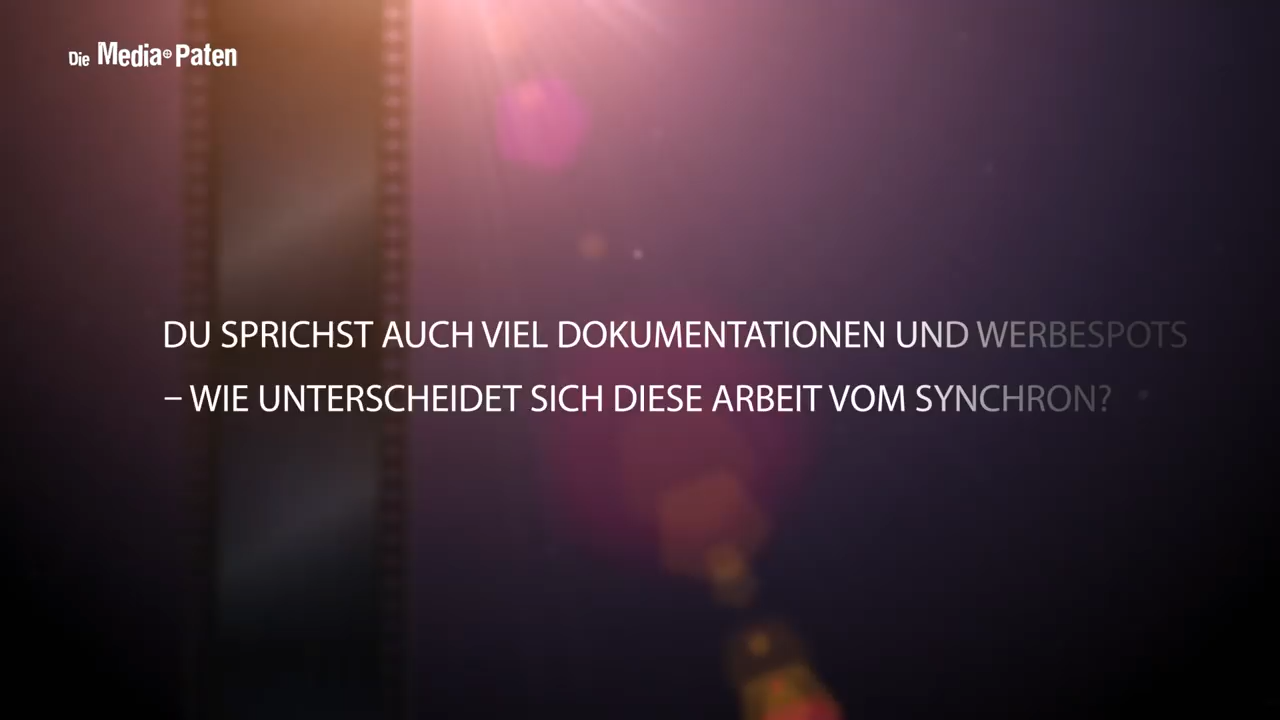 Die Media Paten
DU SPRICHST AUCH VIEL DOKUMENTATIONEN UND WERBESPOTS
– WIE UNTERSCHEIDET SICH DIESE ARBEIT VOM SYNCHRON?